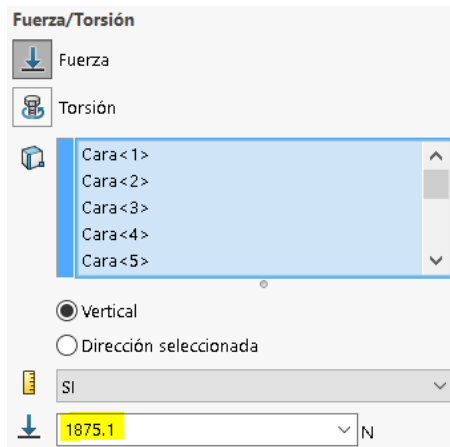 Fuerza/Torsión
Fuerza
Torsión
Cara<1>
Cara<2>
Cara<3>
Cara<4>
Cara<5>
Vertical
Dirección seleccionada
SI
1875.1 N